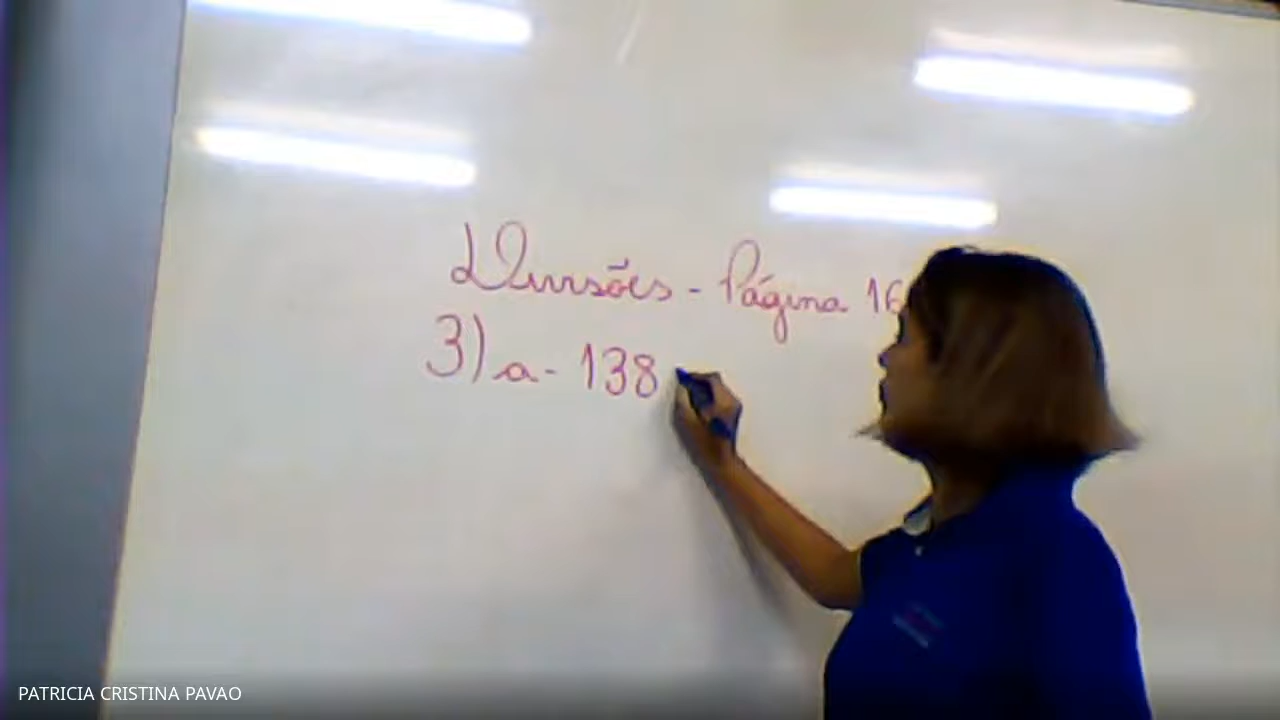 Divisões - Página 16
3) a - 138
PATRICIA CRISTINA PAVAO